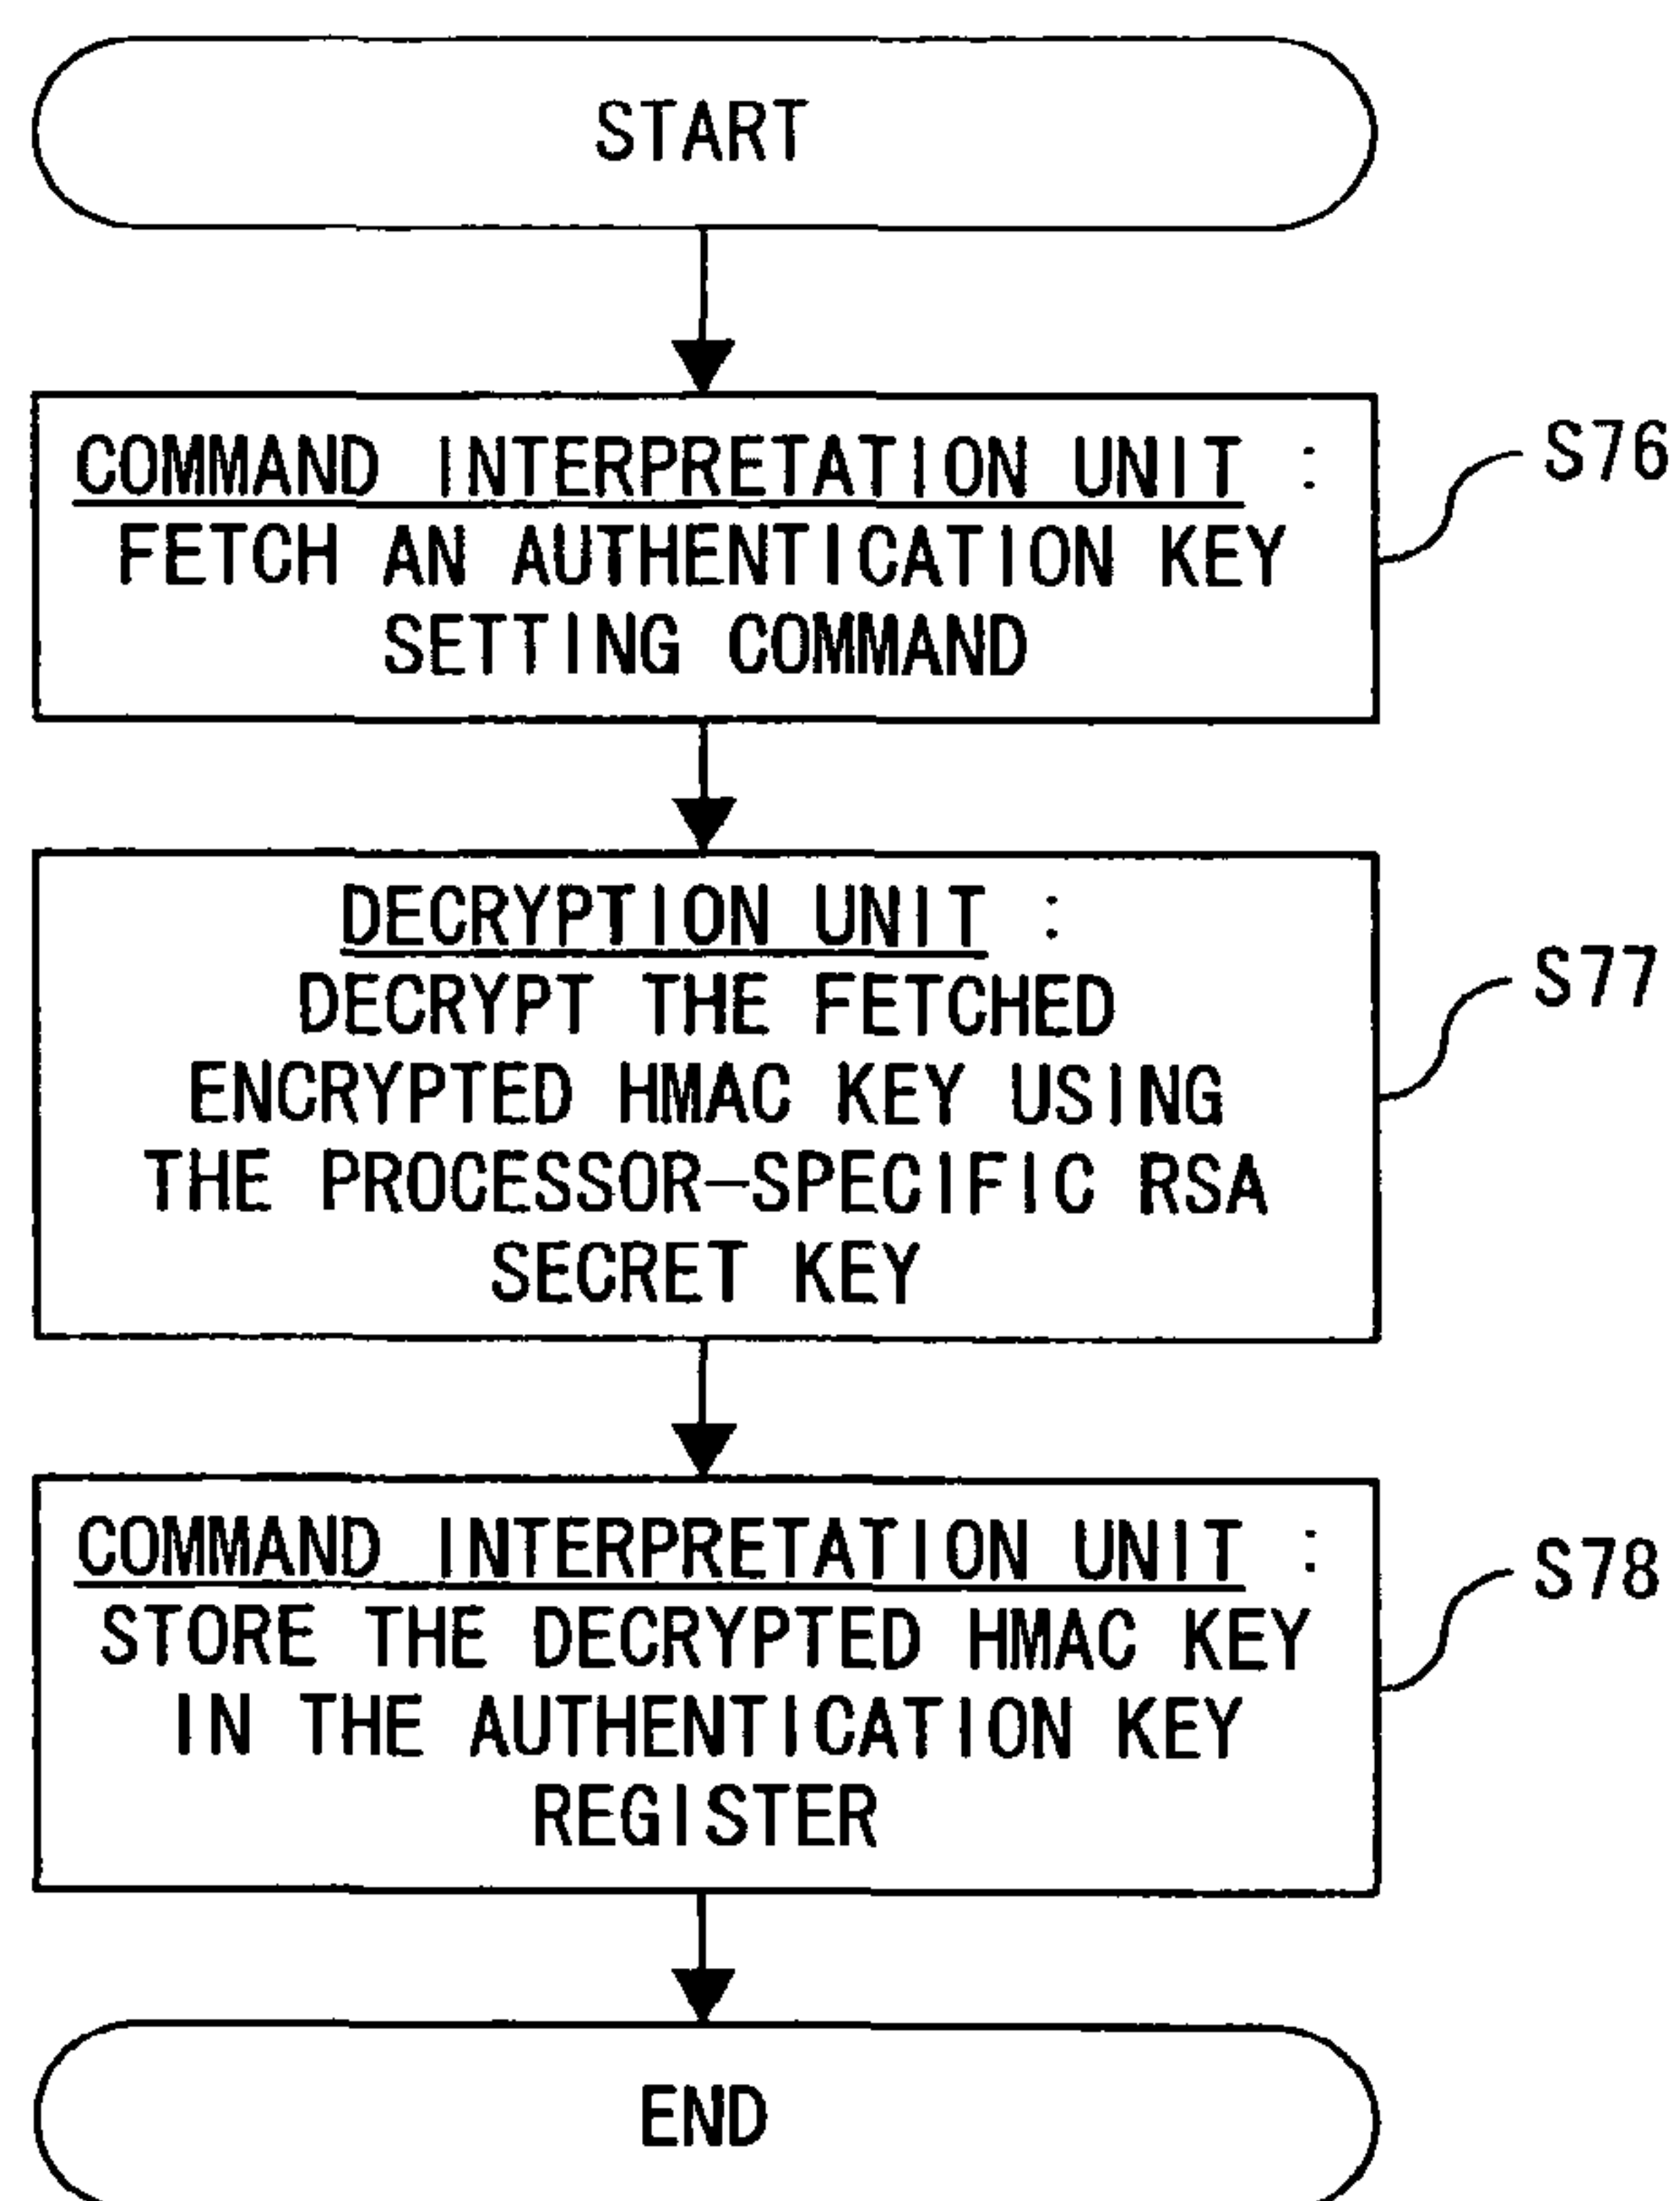 START
COMMAND INTERPRETATION UNIT :
FETCH AN AUTHENTICATION KEY
SETTING COMMAND
S76
DECRYPTION UNIT :
DECRYPT THE FETCHED
ENCRYPTED HMAC KEY USING
THE PROCESSOR-SPECIFIC RSA
SECRET KEY
S77
COMMAND INTERPRETATION UNIT :
STORE THE DECRYPTED HMAC KEY
IN THE AUTHENTICATION KEY
REGISTER
S78
END